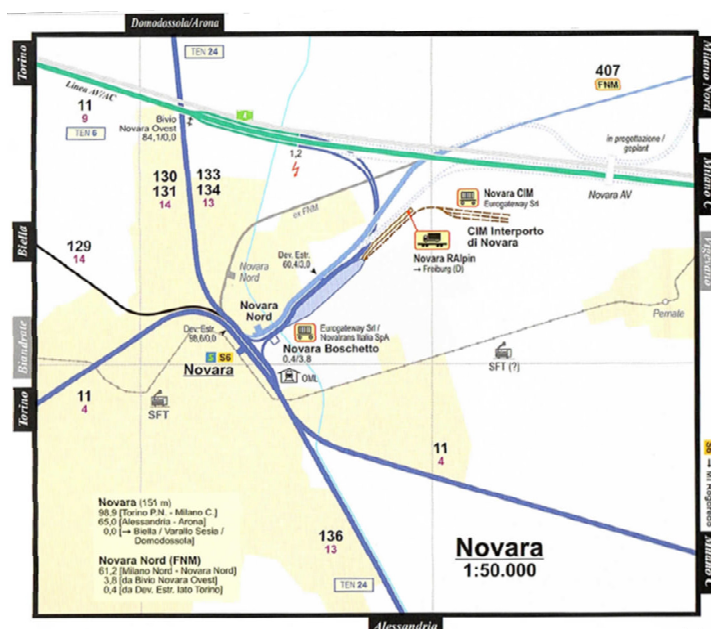 Domodossola/Arona
Torino
Milano Nord
Linea AV/AC
TEN 24
407
FNM
11
9
TEN 6
Bivio
Novara Ovest
84,1/0,0
1,2
in progettazione /
geplant
Novara AV
Milano C.
130
131
14
133
134
13
ex FNM
Novara CIM
Eurogateway Srl
CIM Interporto
di Novara
Novara RAlpin
→ Freiburg (D)
Biella
129
14
Dev. Estr.
60,4/3,0
Novara
Nord
Novara
Nord
Vigevano
Pernate
Biandrate
Dev. Estr.
98,6/0,0
Eurogateway Srl /
Novatrans Italia SpA
Novara Boschetto
0,4/3,8
S6
Novara
OML
SFT (?)
Torino
11
4
SFT
11
4
S6
Novara (151 m)
98,9 [Torino P.N. - Milano C.]
65,0 [Alessandria - Arona]
0,0 [→ Biella / Varallo Sesia /
Domodossola]
Novara Nord (FNM)
61,2 [Milano Nord - Novara Nord]
3,8 [da Bivio Novara Ovest]
0,4 [da Dev. Estr. lato Torino]
136
13
TEN 24
Novara
1:50.000
Milano C.
Alessandria